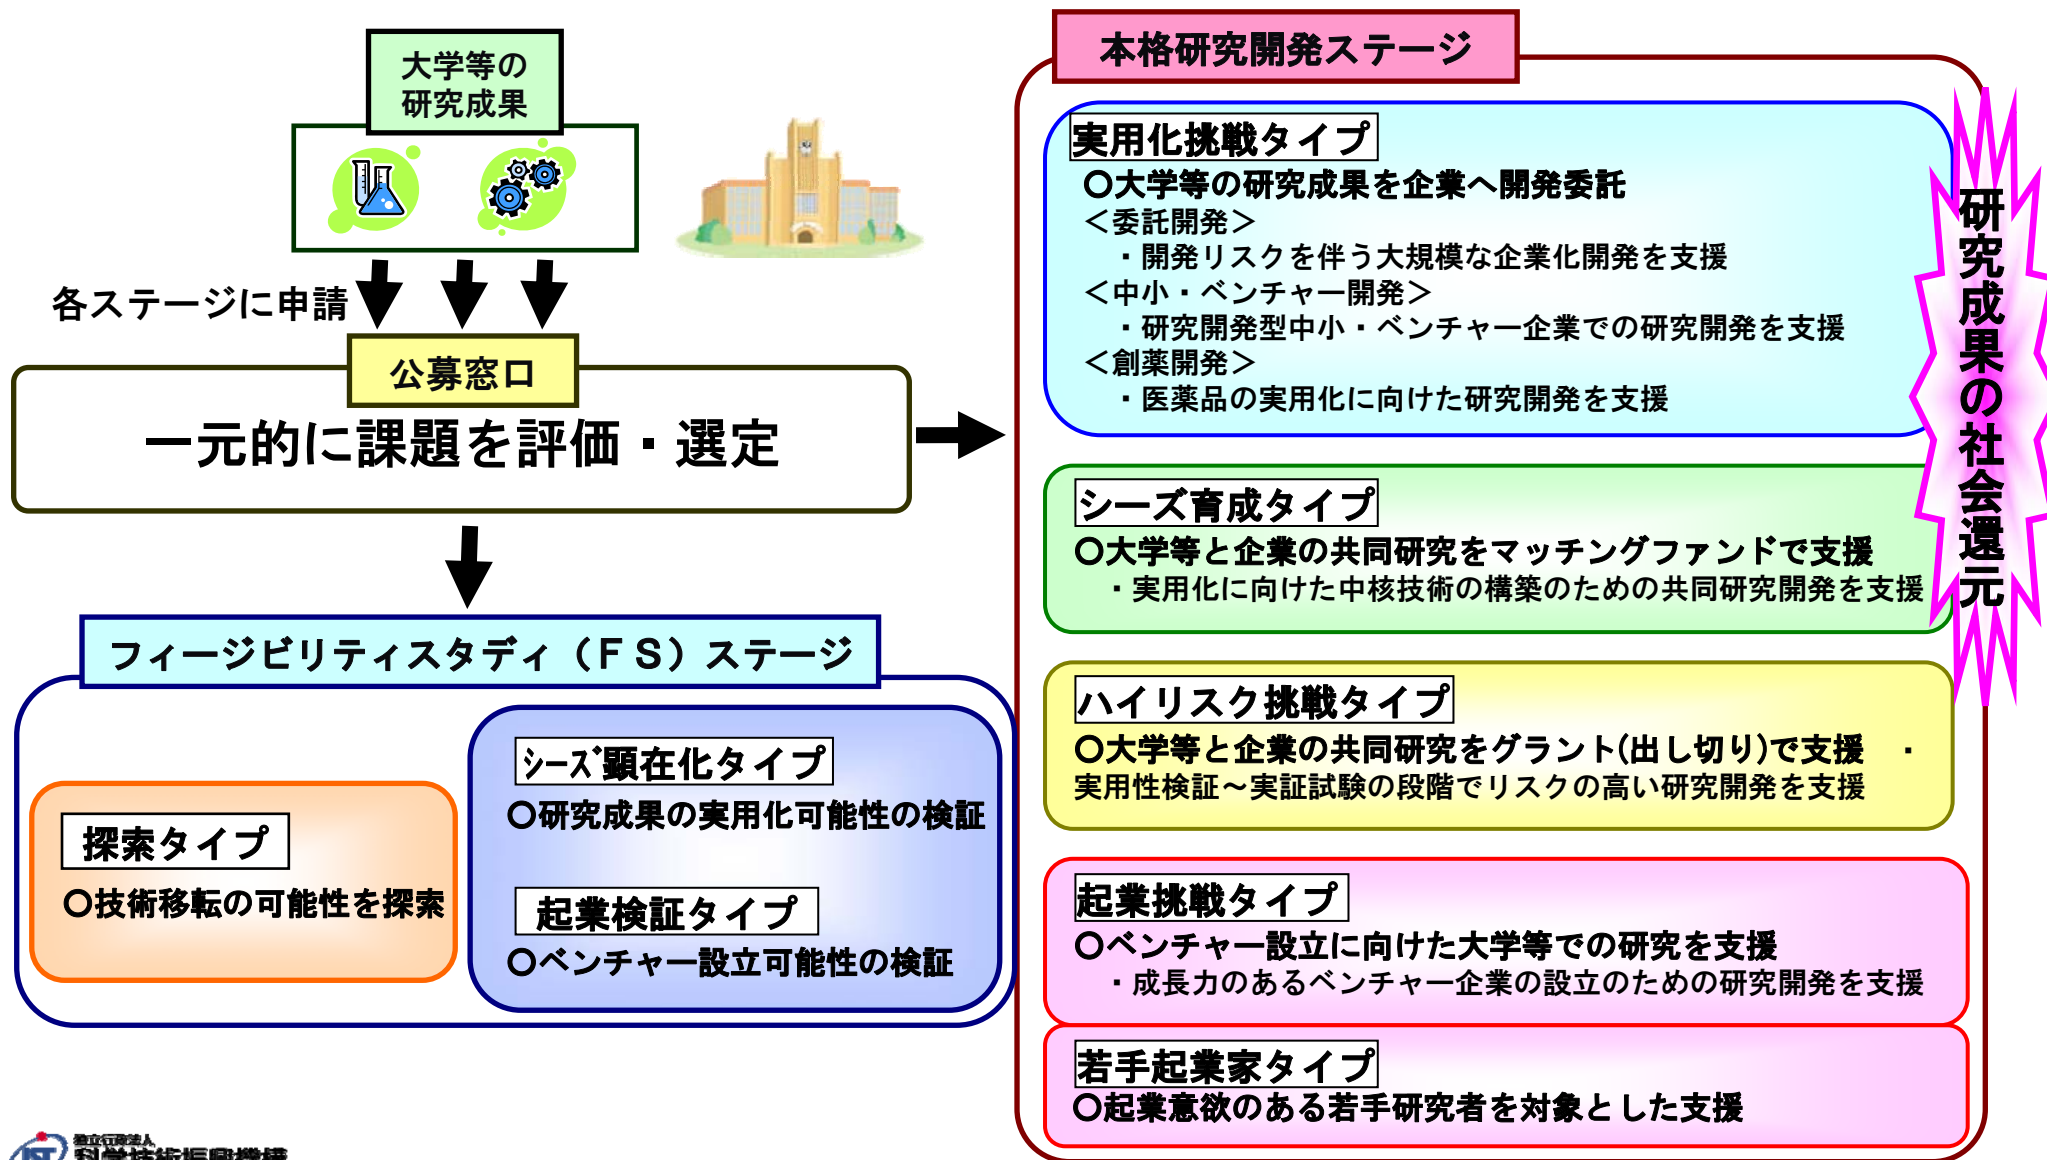 大学等の
研究成果
各ステージに申請
公募窓口
一元的に課題を評価・選定
フィージビリティスタディ（ＦＳ）ステージ
探索タイプ
○技術移転の可能性を探索
ｼｰｽﾞ顕在化タイプ
○研究成果の実用化可能性の検証
起業検証タイプ
○ベンチャー設立可能性の検証
本格研究開発ステージ
実用化挑戦タイプ
○大学等の研究成果を企業へ開発委託
＜委託開発＞
・開発リスクを伴う大規模な企業化開発を支援
＜中小・ベンチャー開発＞
・研究開発型中小・ベンチャー企業での研究開発を支援
＜創薬開発＞
・医薬品の実用化に向けた研究開発を支援
シーズ育成タイプ
○大学等と企業の共同研究をマッチングファンドで支援
・実用化に向けた中核技術の構築のための共同研究開発を支援
ハイリスク挑戦タイプ
○大学等と企業の共同研究をグラント(出し切り)で支援　・
実用性検証～実証試験の段階でリスクの高い研究開発を支援
起業挑戦タイプ
○ベンチャー設立に向けた大学等での研究を支援
・成長力のあるベンチャー企業の設立のための研究開発を支援
若手起業家タイプ
○起業意欲のある若手研究者を対象とした支援
研究成果の社会還元
JST
独立行政法人
科学技術振興機構